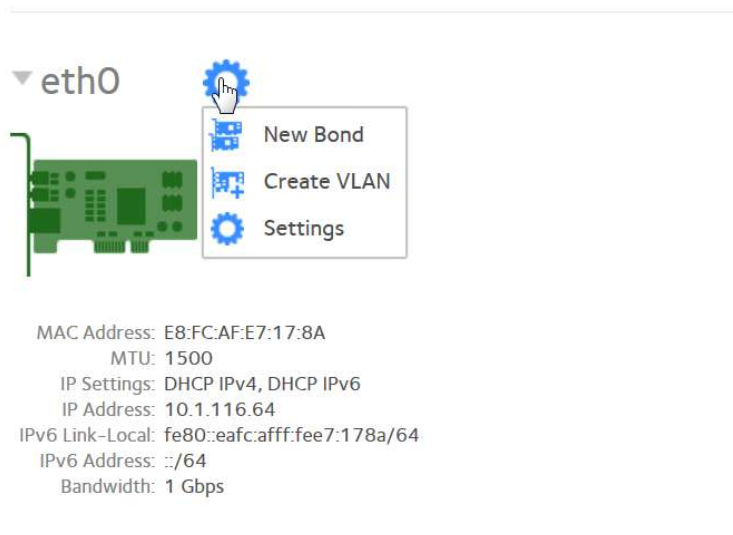 eth0
New Bond
Create VLAN
Settings
MAC Address: E8:FC:AF:E7:17:8A
MTU: 1500
IP Settings: DHCP IPv4, DHCP IPv6
IP Address: 10.1.116.64
IPv6 Link-Local: fe80::eafc:afff:fee7:178a/64
IPv6 Address: ::/64
Bandwidth: 1 Gbps